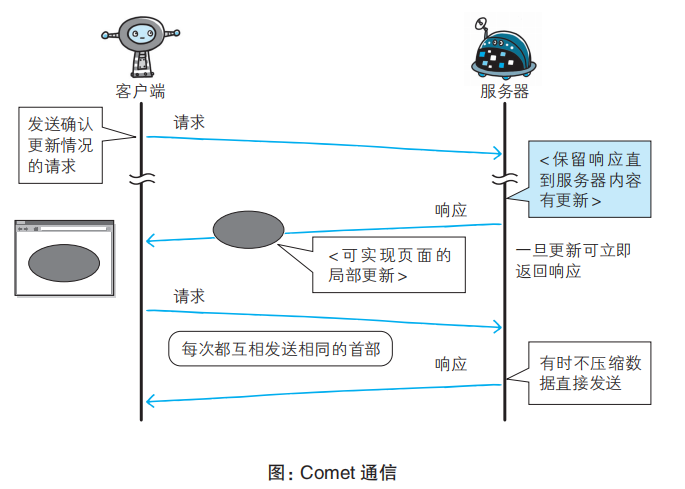 客户端
服务器
发送确认
更新情况
的请求
请求
<保留响应直
到服务器内容
有更新>
响应
<可实现页面的
局部更新>
一旦更新可立即
返回响应
请求
每次都互相发送相同的首部
响应
有时不压缩数
据直接发送
图：Comet 通信